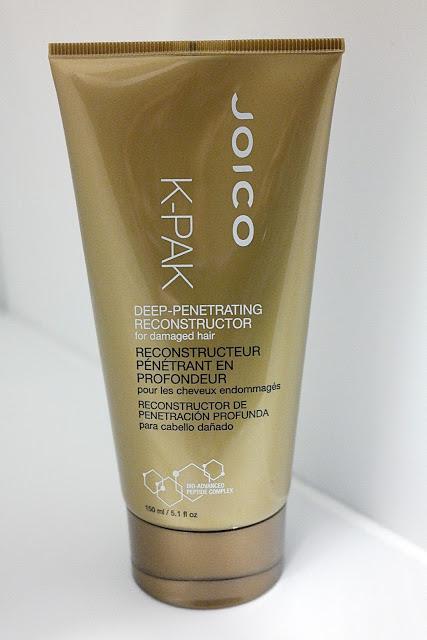 JOICO
K-PAK
DEEP-PENETRATING
RECONSTRUCTOR
for damaged hair
RECONSTRUCTEUR
PÉNÉTRANT EN
PROFONDEUR
pour les cheveux endommagés
RECONSTRUCTOR DE
PENETRACIÓN PROFUNDA
para cabello dañado
BIO-ADVANCED
PEPTIDE COMPLEX
150 ml / 5.1 fl oz